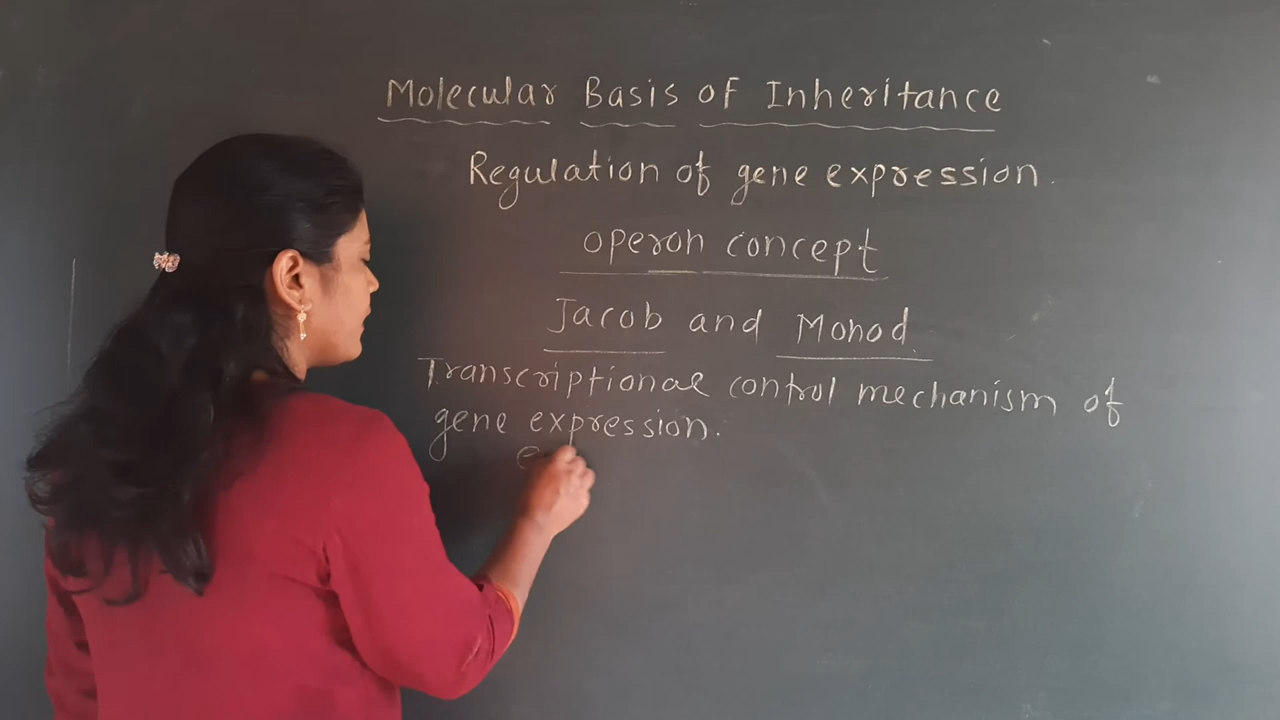 Molecular Basis of Inheritance
Regulation of gene expression.
operon concept
Jacob and Monod
Transcriptional control mechanism of
gene expression.
e